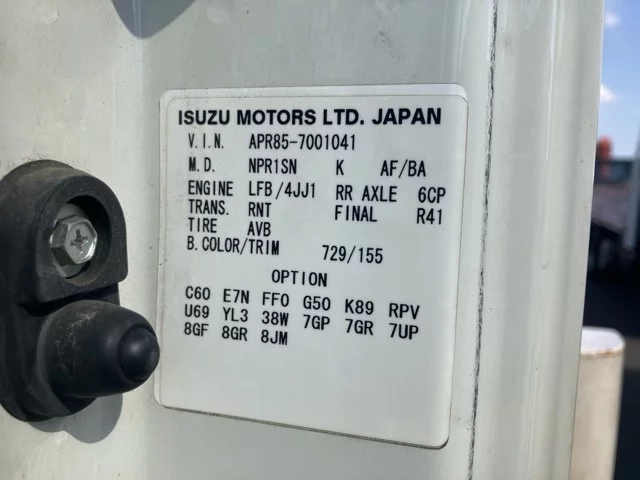 ISUZU MOTORS LTD. JAPAN
V.I.N. APR85-7001041
M.D. NPR1SN K AF/BA
ENGINE LFB/4JJ1 RR AXLE 6CP
TRANS. RNT FINAL R41
TIRE AVB
B.COLOR/TRIM 729/155
OPTION
C60 E7N FF0 G50 K89 RPV
U69 YL3 38W 7GP 7GR 7UP
8GF 8GR 8JM